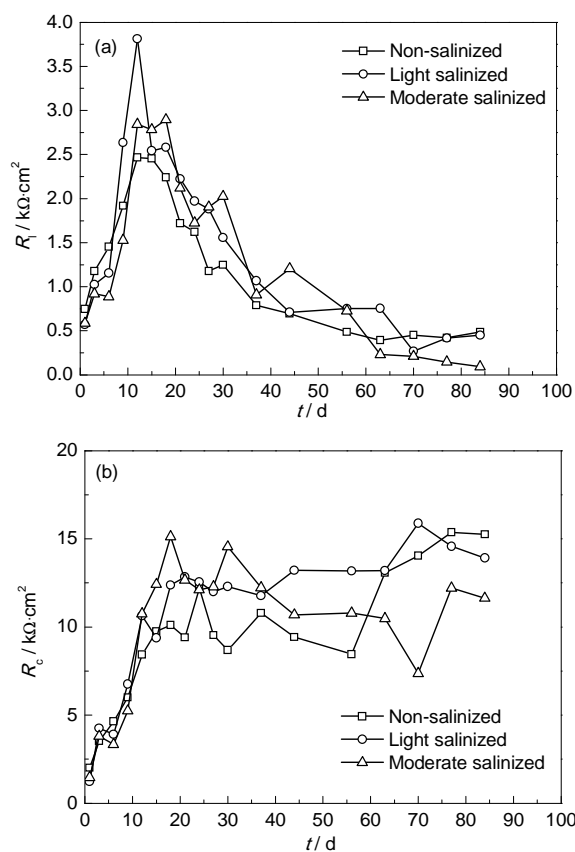 (a)
Non-salinized
Light salinized
Moderate salinized
4.0
3.5
3.0
2.5
2.0
1.5
1.0
0.5
0.0
R_l / kΩ·cm²
0 10 20 30 40 50 60 70 80 90 100
t / d
(b)
20
15
10
5
0
R_c / kΩ·cm²
Non-salinized
Light salinized
Moderate salinized
0 10 20 30 40 50 60 70 80 90 100
t / d